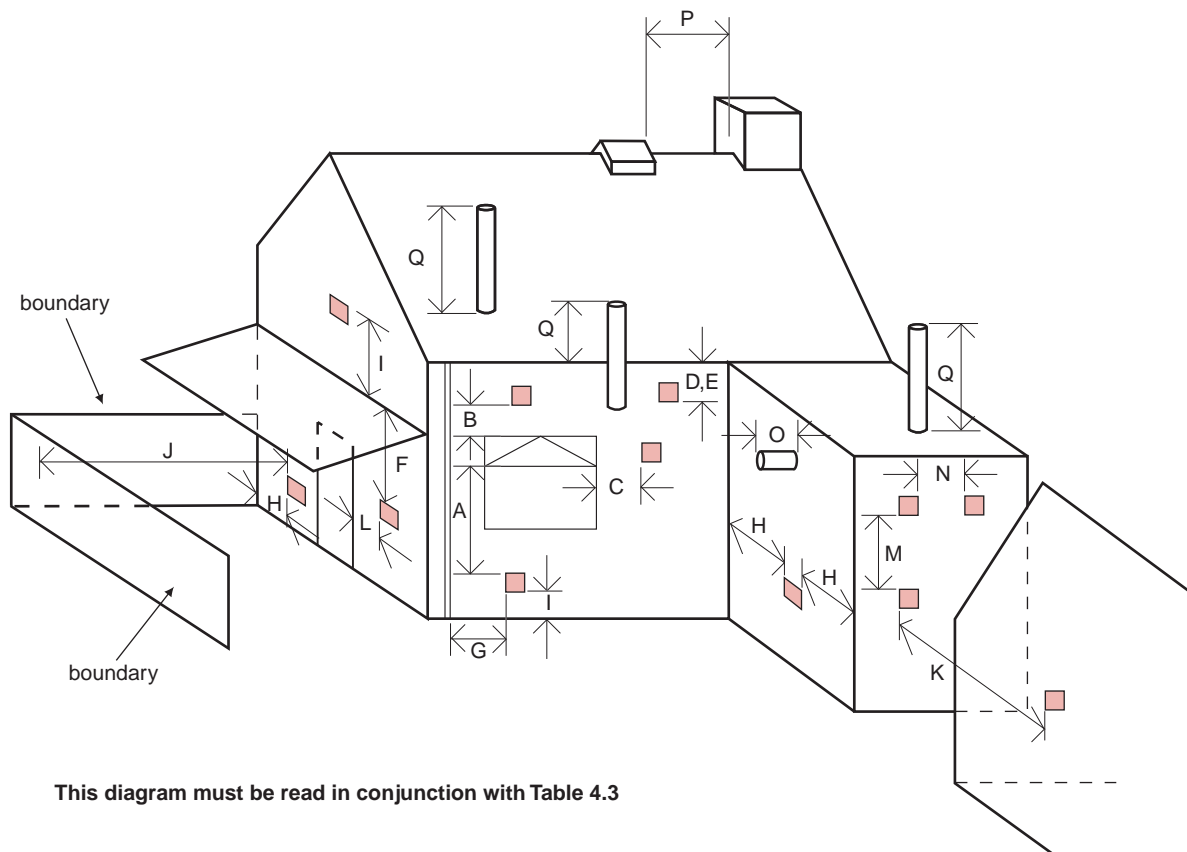 P
Q
boundary
Q
I
D,E
Q
B
O
J
F
C
N
A
H
L
H
M
H
I
G
K
boundary
This diagram must be read in conjunction with Table 4.3